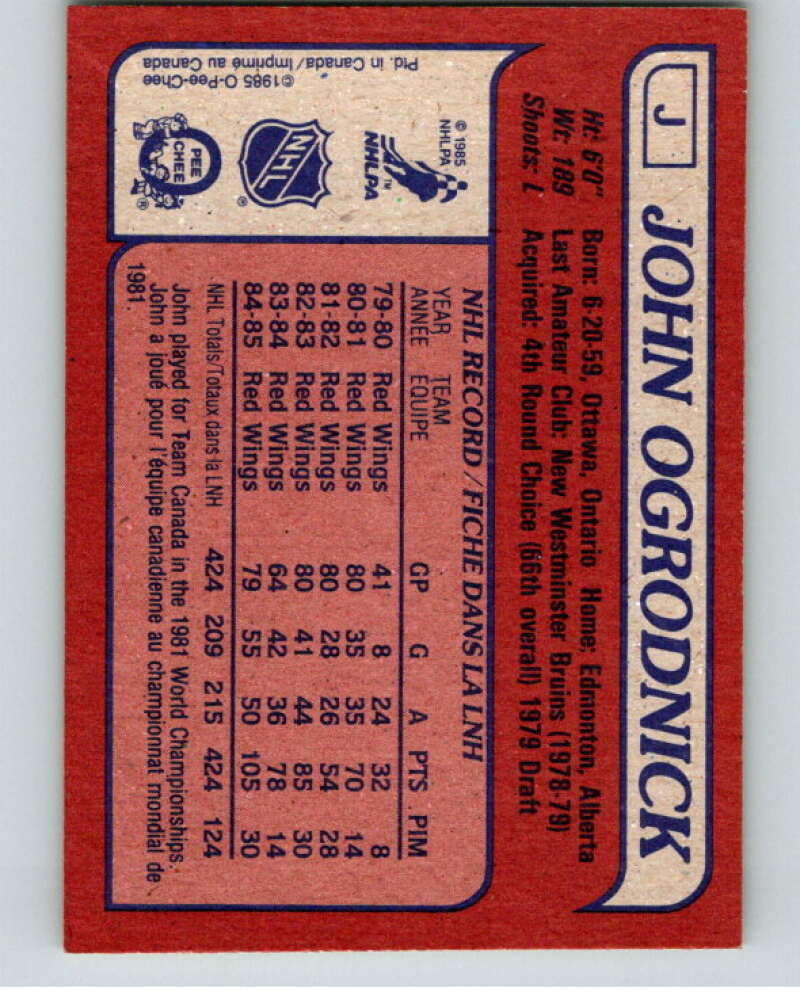 J
JOHN OGRODNICK
Ht: 6'0" Born: 6-20-59, Ottawa, Ontario Home: Edmonton, Alberta
Wt: 189 Last Amateur Club: New Westminster Bruins (1978-79)
Shoots: L Acquired: 4th Round Choice (66th overall) 1979 Draft
© 1985
NHLPA
NHLPA™
NHL
®
O
PEE
CHEE
®
©1985 O-Pee-Chee
Ptd. in Canada/Imprimé au Canada
NHL RECORD/FICHE DANS LA LNH
YEAR TEAM
ANNÉE ÉQUIPE GP G A PTS. PIM
79-80 Red Wings 41 8 24 32 8
80-81 Red Wings 80 35 35 70 14
81-82 Red Wings 80 28 26 54 28
82-83 Red Wings 80 41 44 85 30
83-84 Red Wings 64 42 36 78 14
84-85 Red Wings 79 55 50 105 30
NHL Totals/Totaux dans la LNH 424 209 215 424 124
John played for Team Canada in the 1981 World Championships.
John a joué pour l'équipe canadienne au championnat mondial de
1981.